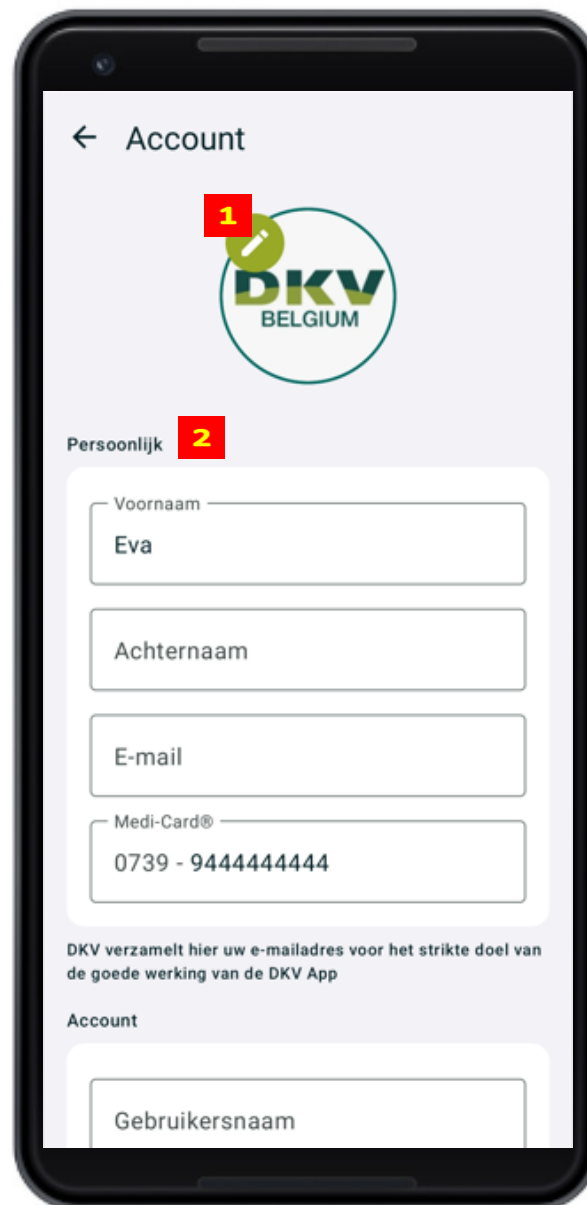 Account
1
DKV
BELGIUM
Persoonlijk
2
Voornaam
Eva
Achternaam
E-mail
Medi-Card®
0739 - 9444444444
DKV verzamelt hier uw e-mailadres voor het strikte doel van
de goede werking van de DKV App
Account
Gebruikersnaam